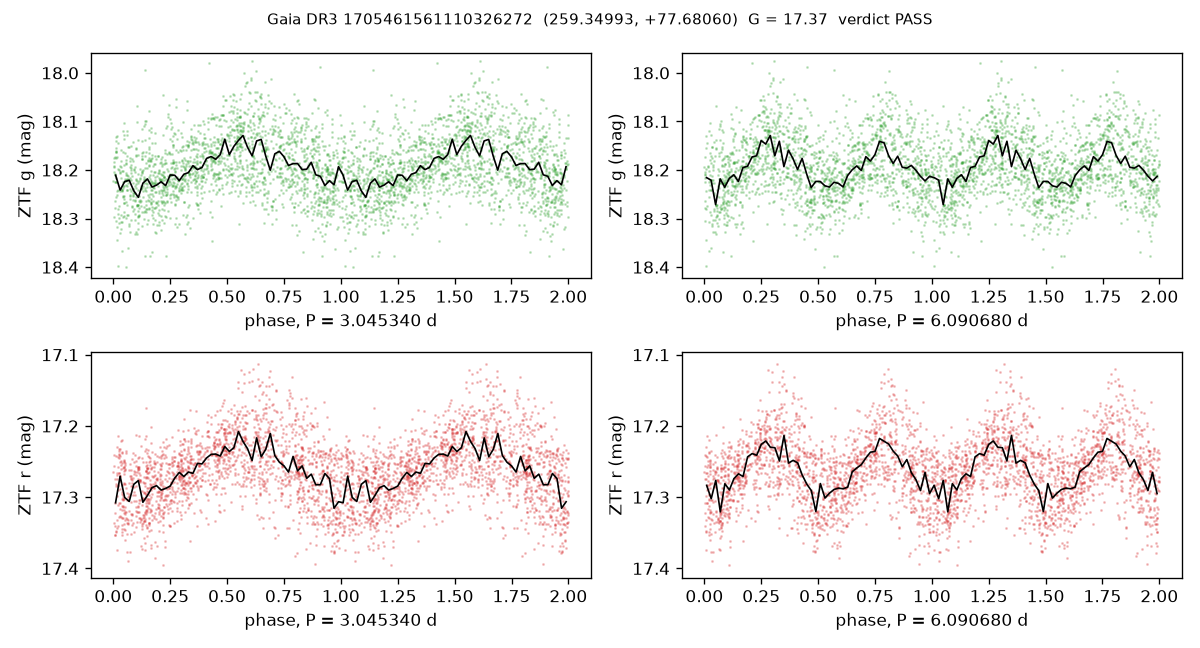 Gaia DR3 1705461561110326272 (259.34993, +77.68060) G = 17.37 verdict PASS
ZTF g (mag)
18.0
18.1
18.2
18.3
18.4
0.00 0.25 0.50 0.75 1.00 1.25 1.50 1.75 2.00
phase, P = 3.045340 d
ZTF g (mag)
18.0
18.1
18.2
18.3
18.4
0.00 0.25 0.50 0.75 1.00 1.25 1.50 1.75 2.00
phase, P = 6.090680 d
ZTF r (mag)
17.1
17.2
17.3
17.4
0.00 0.25 0.50 0.75 1.00 1.25 1.50 1.75 2.00
phase, P = 3.045340 d
ZTF r (mag)
17.1
17.2
17.3
17.4
0.00 0.25 0.50 0.75 1.00 1.25 1.50 1.75 2.00
phase, P = 6.090680 d